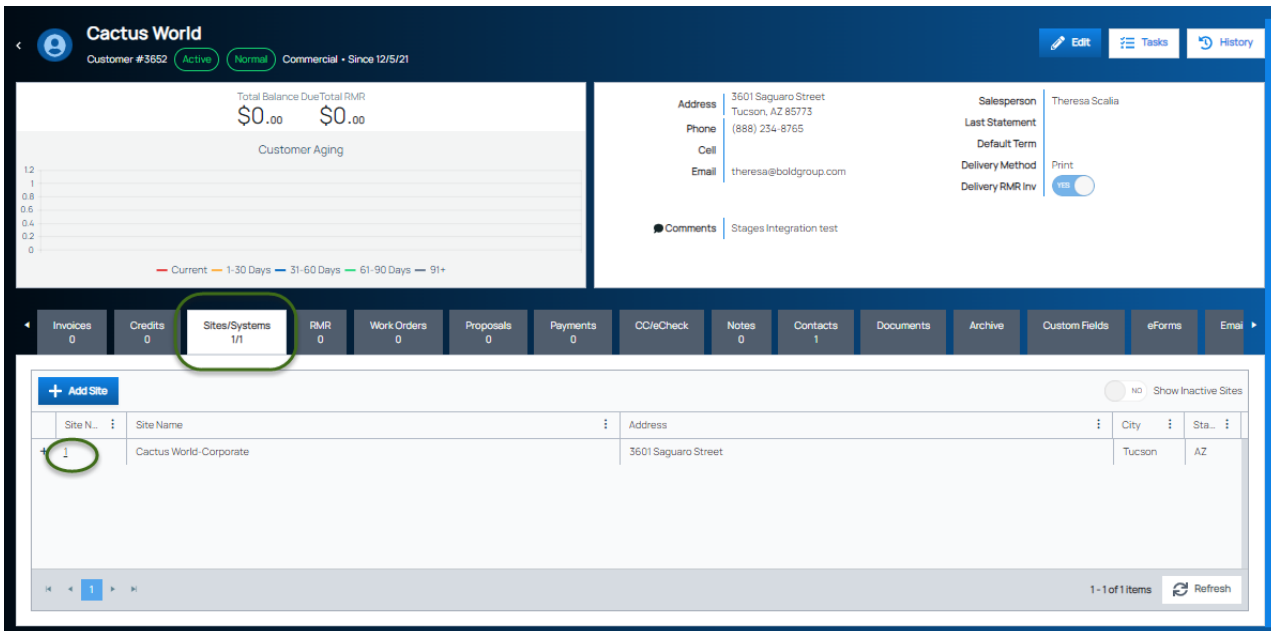 Cactus World
Customer #3652 Active Normal Commercial • Since 12/5/21
Edit Tasks History
Total Balance Due Total RMR
$0.00 $0.00
Customer Aging
1.2
1
0.8
0.6
0.4
0.2
0
Current 1-30 Days 31-60 Days 61-90 Days 91+
Address 3601 Saguaro Street
Tucson, AZ 85773
Phone (888) 234-8765
Cell
Email theresa@boldgroup.com
Comments Stages Integration test
Salesperson Theresa Scalia
Last Statement
Default Term
Delivery Method Print
Delivery RMR Inv YES
Invoices Credits Sites/Systems RMR Work Orders Proposals Payments CC/eCheck Notes Contacts Documents Archive Custom Fields eForms Emai
0 0 1/1 0 0 0 0 0 1
+ Add Site NO Show Inactive Sites
Site N... Site Name Address City Sta...
+ 1 Cactus World-Corporate 3601 Saguaro Street Tucson AZ
1 1 - 1 of 1 items Refresh